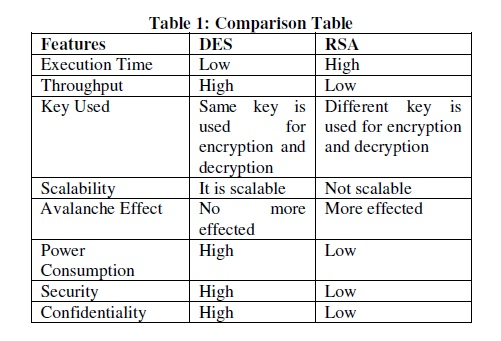 Table 1: Comparison Table
Features DES RSA
Execution Time Low High
Throughput High Low
Key Used Same key is Different key is
used for used for encryption
encryption and and decryption
decryption
Scalability It is scalable Not scalable
Avalanche Effect No more More effected
effected
Power High Low
Consumption
Security High Low
Confidentiality High Low